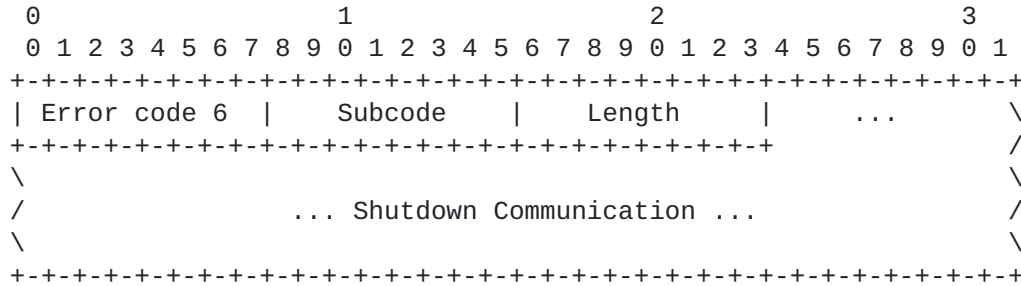 0                   1                   2                   3
 0 1 2 3 4 5 6 7 8 9 0 1 2 3 4 5 6 7 8 9 0 1 2 3 4 5 6 7 8 9 0 1
+-+-+-+-+-+-+-+-+-+-+-+-+-+-+-+-+-+-+-+-+-+-+-+-+-+-+-+-+-+-+-+-+
| Error code 6  |    Subcode    |    Length     |     ...       \
+-+-+-+-+-+-+-+-+-+-+-+-+-+-+-+-+-+-+-+-+-+-+-+-+               /
\                                                               \
/                 ... Shutdown Communication ...                /
\                                                               \
+-+-+-+-+-+-+-+-+-+-+-+-+-+-+-+-+-+-+-+-+-+-+-+-+-+-+-+-+-+-+-+-+